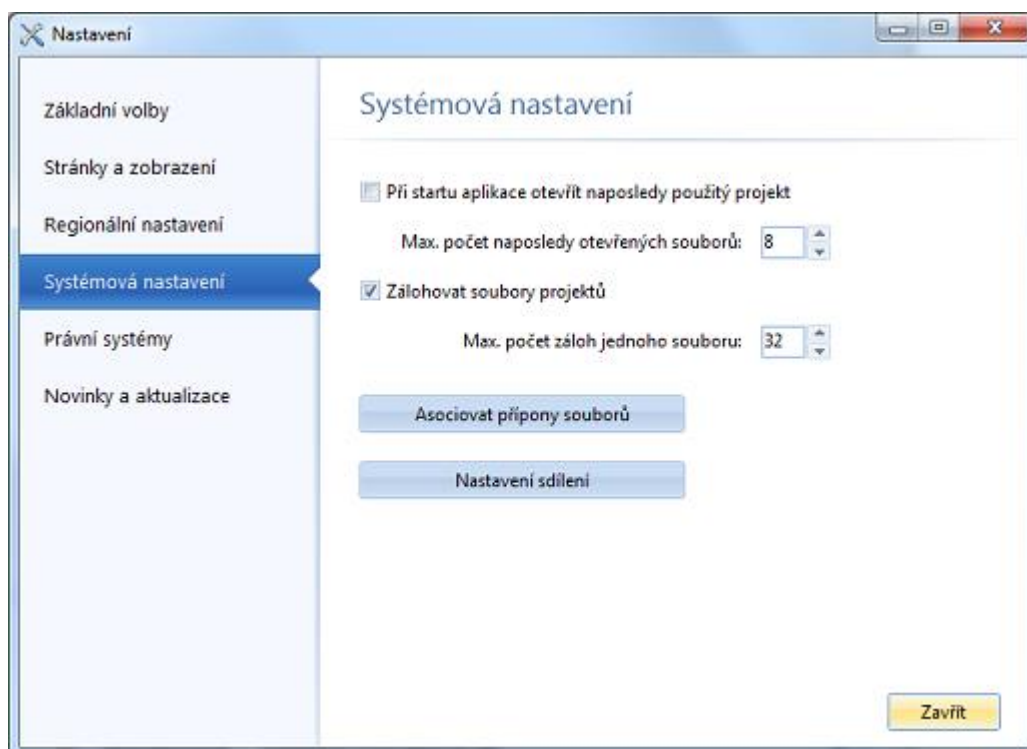 Nastavení
Základní volby
Stránky a zobrazení
Regionální nastavení
Systémová nastavení
Právní systémy
Novinky a aktualizace
Systémová nastavení
Při startu aplikace otevřít naposledy použitý projekt
Max. počet naposledy otevřených souborů: 8
Zálohovat soubory projektů
Max. počet záloh jednoho souboru: 32
Asociovat přípony souborů
Nastavení sdílení
Zavřít